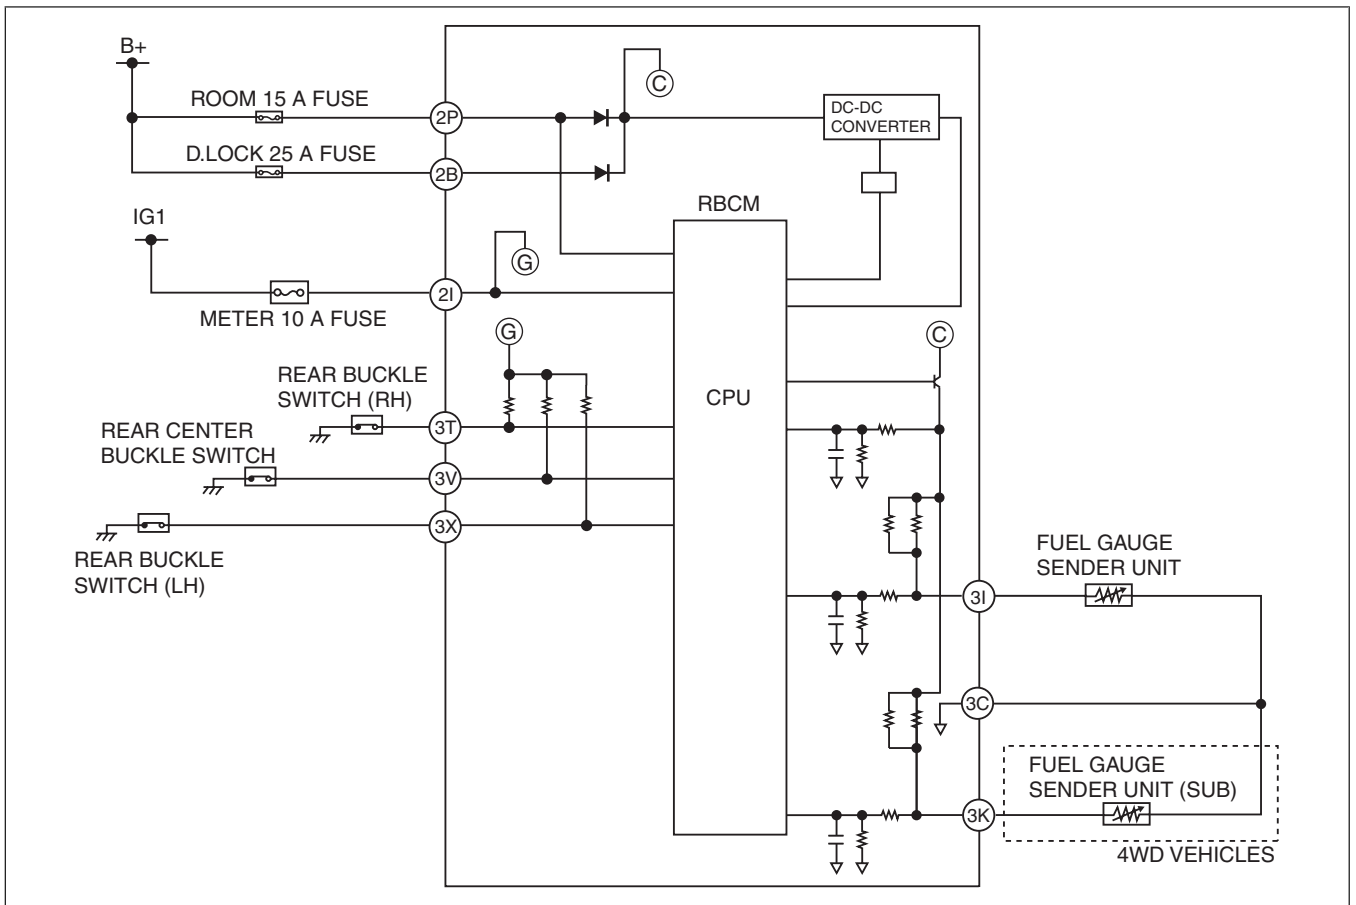 B+
ROOM 15 A FUSE
2P
C
DC-DC
CONVERTER
D.LOCK 25 A FUSE
2B
RBCM
IG1
G
2I
METER 10 A FUSE
G
C
REAR BUCKLE
SWITCH (RH)
3T
CPU
REAR CENTER
BUCKLE SWITCH
3V
3X
REAR BUCKLE
SWITCH (LH)
FUEL GAUGE
SENDER UNIT
3I
3C
FUEL GAUGE
SENDER UNIT (SUB)
3K
4WD VEHICLES